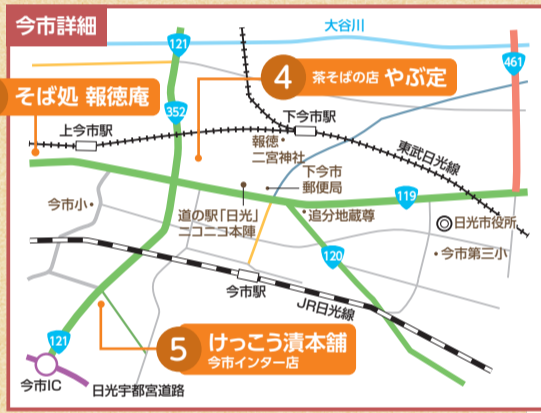 今市詳細
大谷川
121
461
4 茶そばの店 やぶ定
そば処 報徳庵
352
上今市駅
下今市駅
報徳
二宮神社
東武日光線
下今市
郵便局
119
今市小
道の駅「日光」
ニコニコ本陣
追分地蔵尊
日光市役所
120
今市第三小
今市駅
JR日光線
5 けっこう漬本舗
今市インター店
121
今市IC
日光宇都宮道路